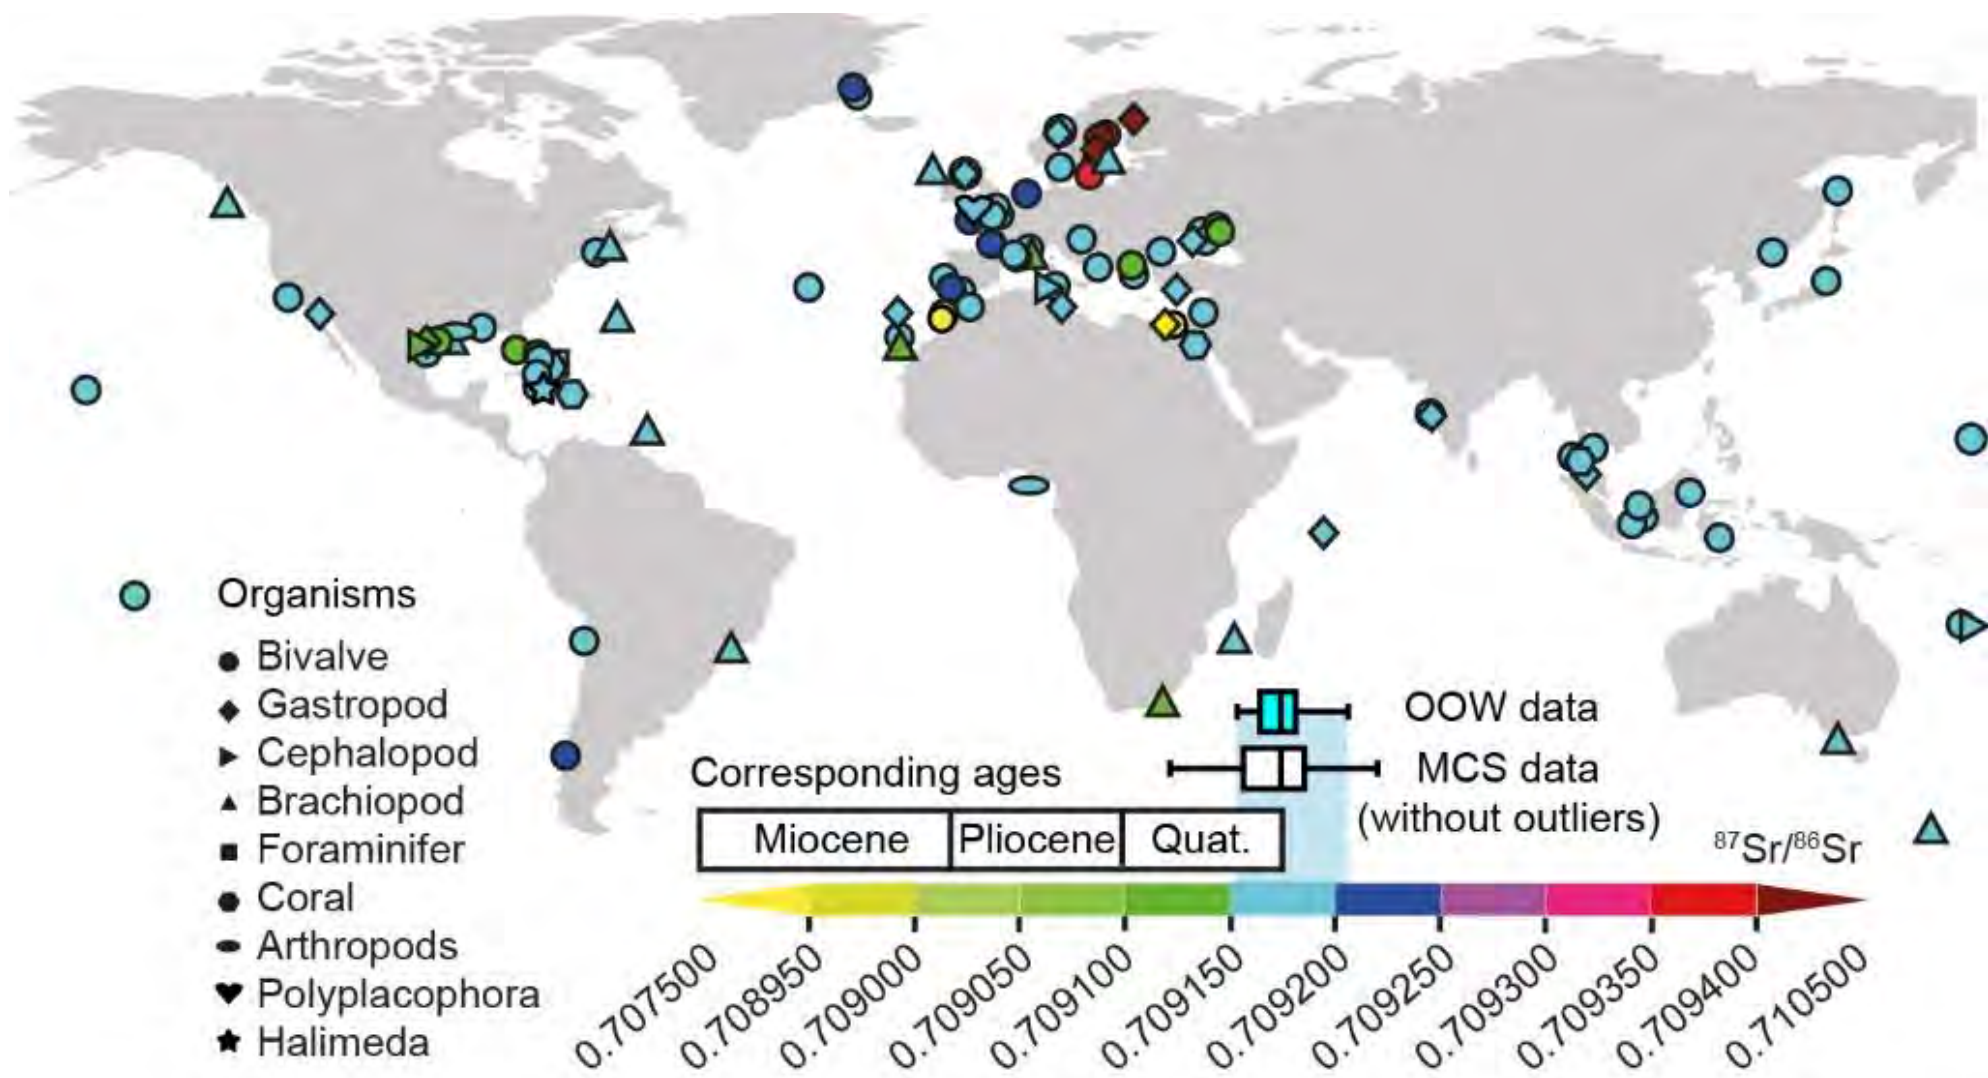 Organisms
Bivalve
Gastropod
Cephalopod
Brachiopod
Foraminifer
Coral
Arthropods
Polyplacophora
Halimeda
OOW data
MCS data
(without outliers)
Corresponding ages
Miocene Pliocene Quat.
87Sr/86Sr
0.707500 0.708950 0.709000 0.709050 0.709100 0.709150 0.709200 0.709250 0.709300 0.709350 0.709400 0.710500